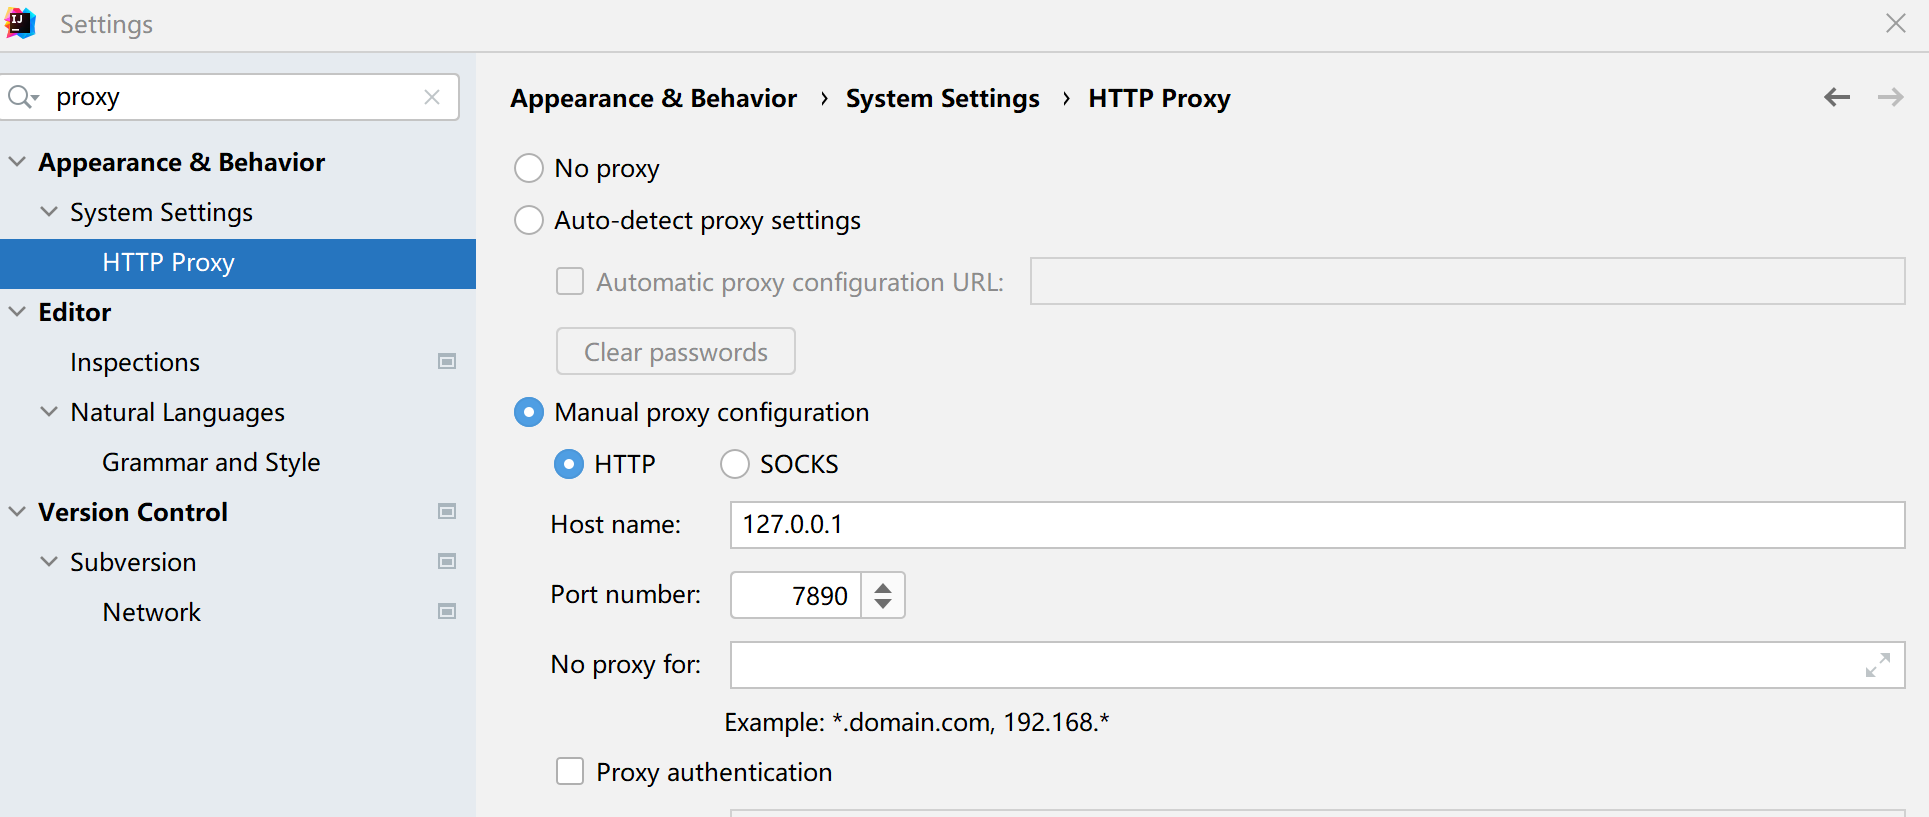 Settings
proxy
Appearance & Behavior
System Settings
HTTP Proxy
Editor
Inspections
Natural Languages
Grammar and Style
Version Control
Subversion
Network
Appearance & Behavior › System Settings › HTTP Proxy
No proxy
Auto-detect proxy settings
Automatic proxy configuration URL:
Clear passwords
Manual proxy configuration
HTTP SOCKS
Host name: 127.0.0.1
Port number: 7890
No proxy for:
Example: *.domain.com, 192.168.*
Proxy authentication